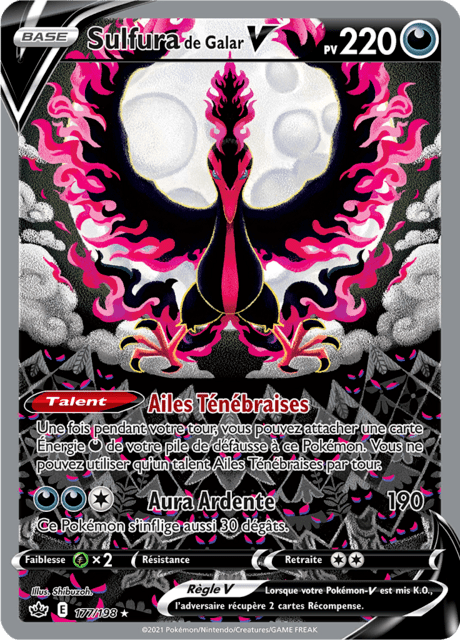 BASE Sulfura de Galar V PV 220
Talent Ailes Ténébraises
Une fois pendant votre tour, vous pouvez attacher une carte
Énergie de votre pile de défausse à ce Pokémon. Vous ne
pouvez utiliser qu'un talent Ailes Ténébraises par tour.
Aura Ardente 190
Ce Pokémon s'inflige aussi 30 dégâts.
Faiblesse ×2 Résistance Retraite
Illus. Shibuzoh.
Règle V Lorsque votre Pokémon-V est mis K.O.,
l'adversaire récupère 2 cartes Récompense.
E 177/198 ★
©2021 Pokémon/Nintendo/Creatures/GAME FREAK